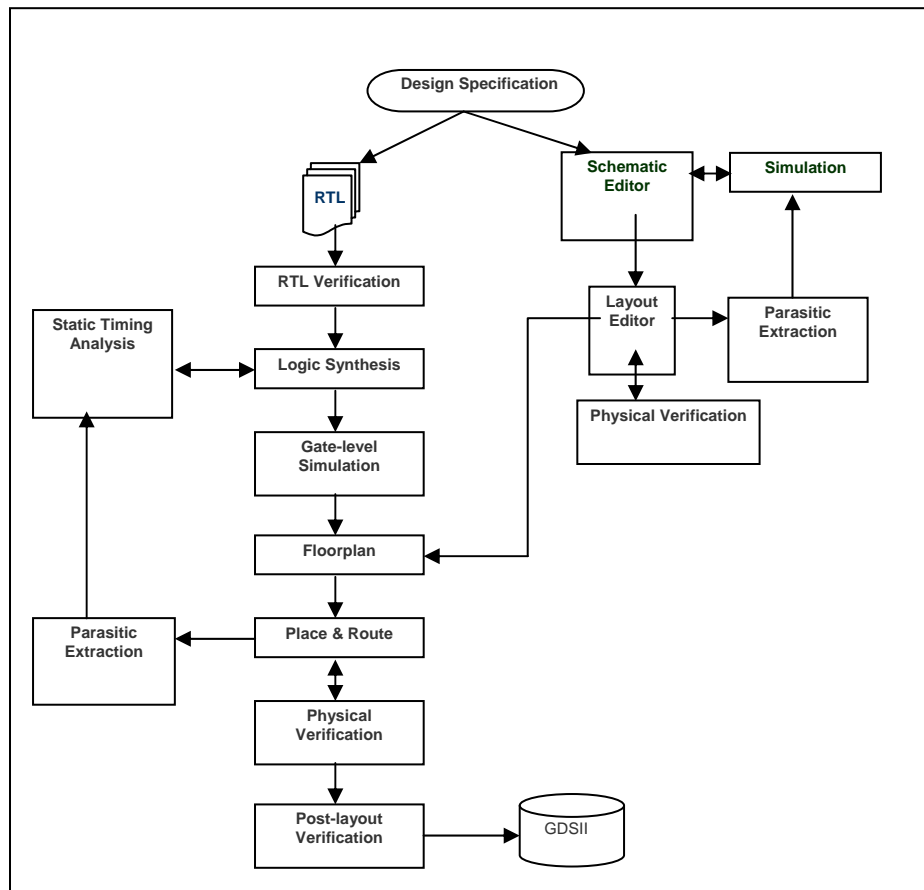 Design Specification
RTL
Schematic
Editor
Simulation
RTL Verification
Static Timing
Analysis
Layout
Editor
Parasitic
Extraction
Logic Synthesis
Physical Verification
Gate-level
Simulation
Floorplan
Parasitic
Extraction
Place & Route
Physical
Verification
Post-layout
Verification
GDSII